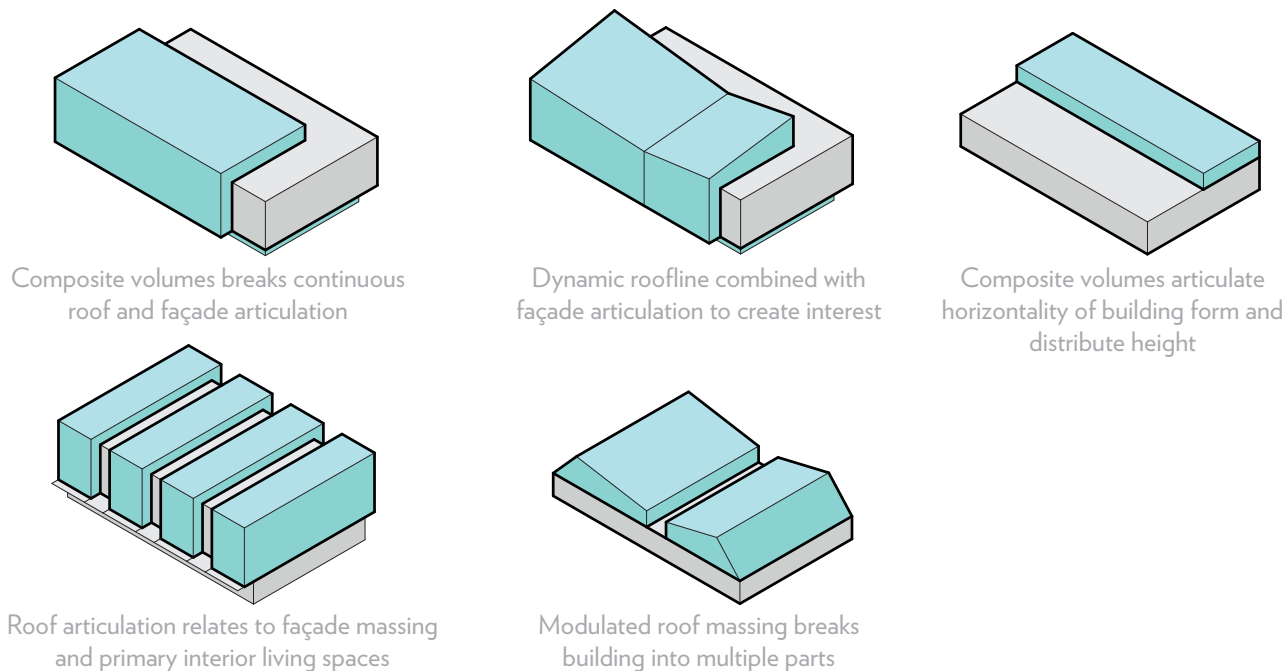 Composite volumes breaks continuous
roof and façade articulation
Dynamic roofline combined with
façade articulation to create interest
Composite volumes articulate
horizontality of building form and
distribute height
Roof articulation relates to façade massing
and primary interior living spaces
Modulated roof massing breaks
building into multiple parts